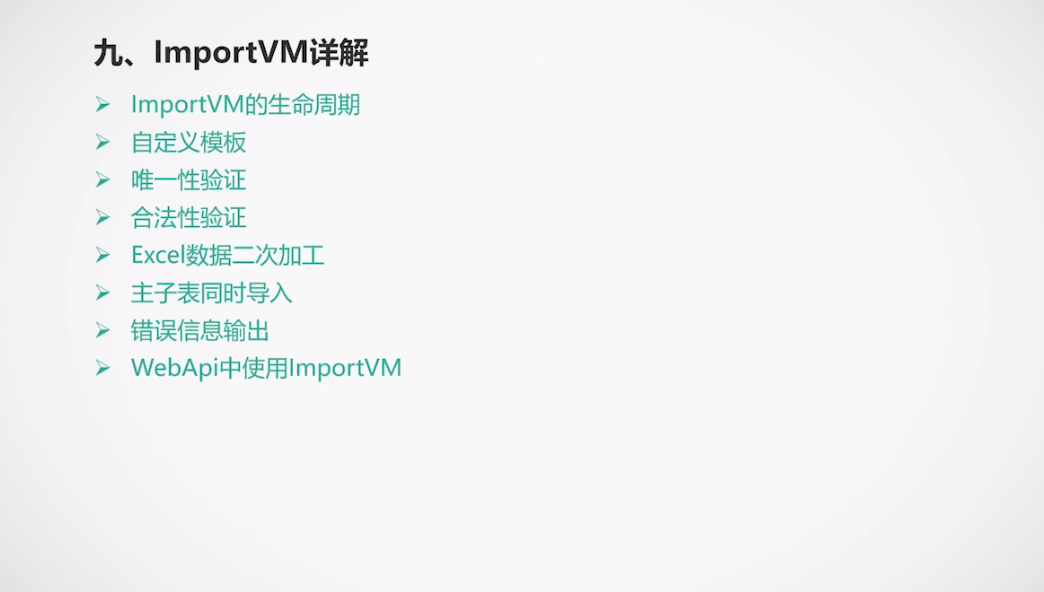 九、ImportVM详解
ImportVM的生命周期
自定义模板
唯一性验证
合法性验证
Excel数据二次加工
主子表同时导入
错误信息输出
WebApi中使用ImportVM